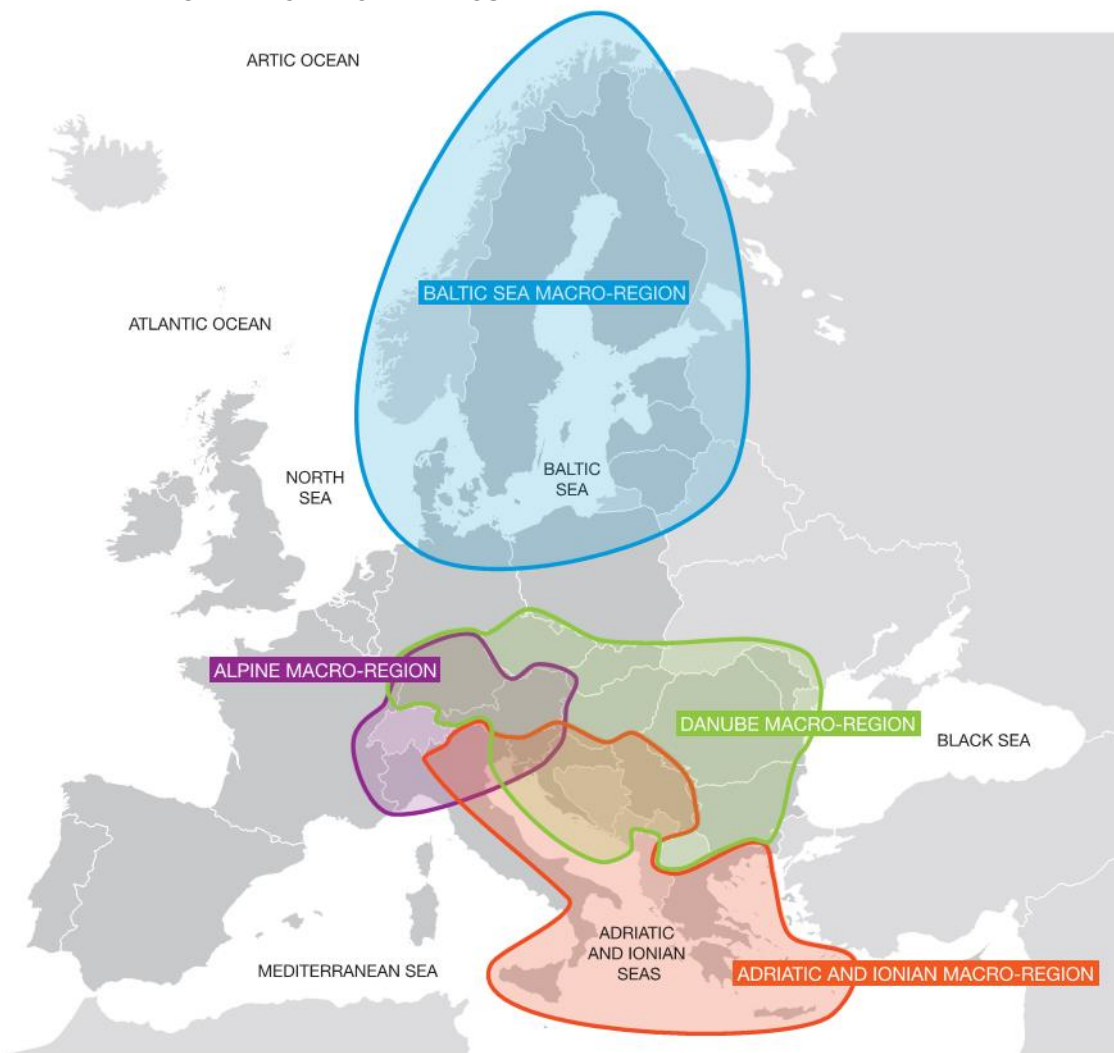 ARTIC OCEAN
BALTIC SEA MACRO-REGION
ATLANTIC OCEAN
NORTH
SEA
BALTIC
SEA
ALPINE MACRO-REGION
DANUBE MACRO-REGION
BLACK SEA
ADRIATIC
AND IONIAN
SEAS
MEDITERRANEAN SEA
ADRIATIC AND IONIAN MACRO-REGION